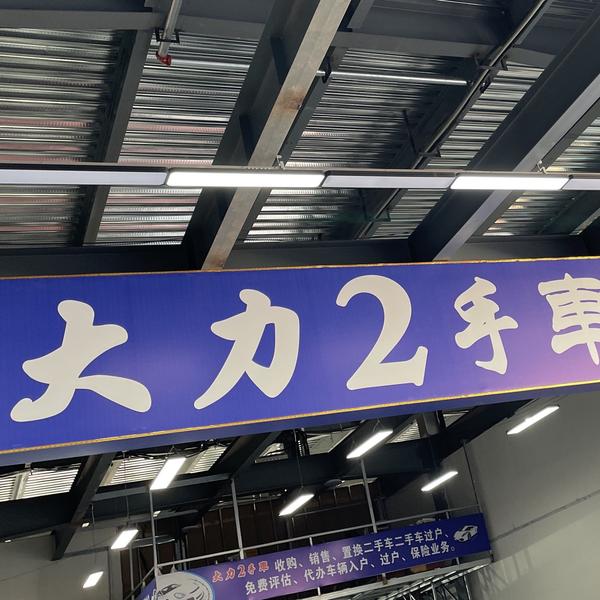 大力2手車
大力2手車 收购、销售、置换二手车二手车过户、
免费评估、代办车辆入户、过户、保险业务。